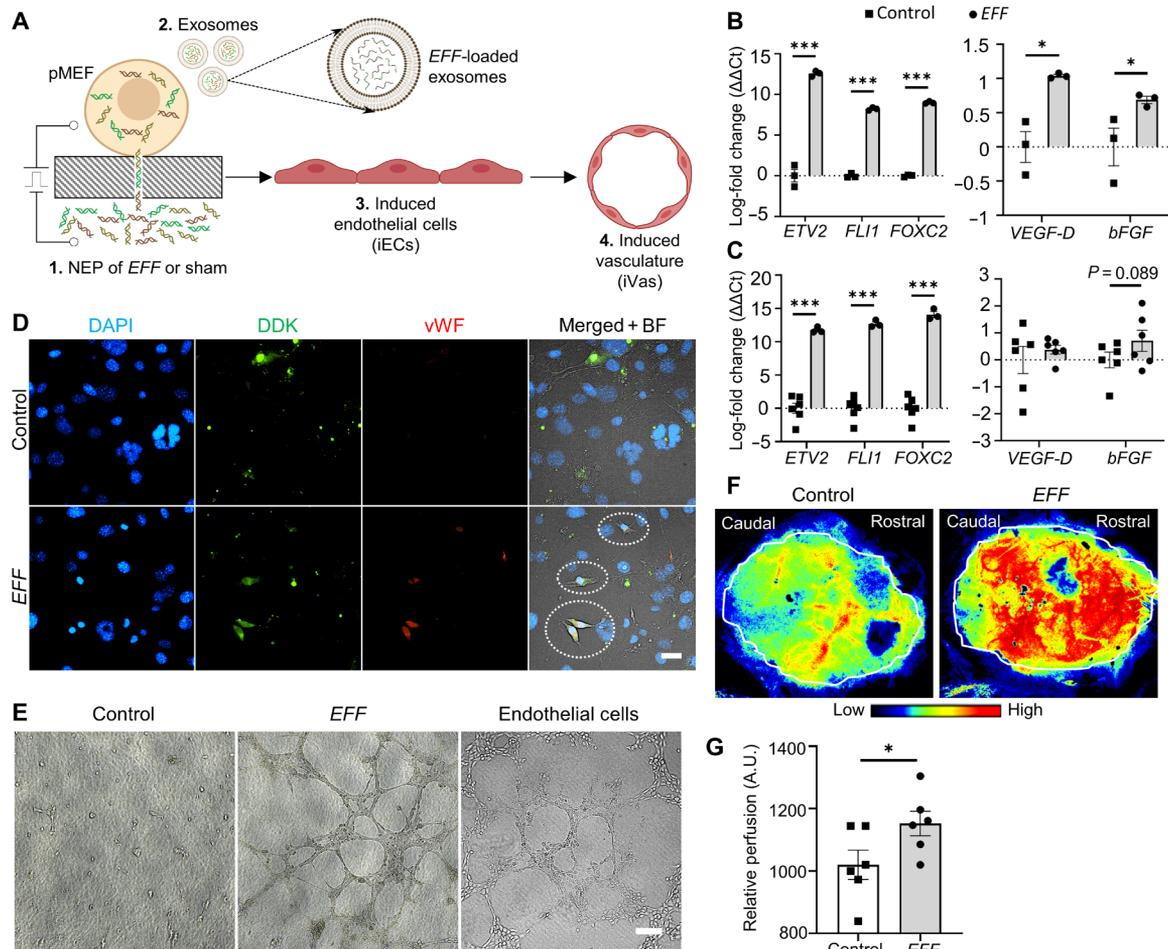 A
2. Exosomes
pMEF
EFF-loaded
exosomes
3. Induced
endothelial cells
(iECs)
4. Induced
vasculature
(iVas)
1. NEP of EFF or sham
Control
EFF
B
Log-fold change (ΔΔCt)
15
10
5
0
−5
***
***
***
ETV2
FLI1
FOXC2
1.5
1
0.5
0
−0.5
−1
*
*
VEGF-D
bFGF
C
Log-fold change (ΔΔCt)
20
15
10
5
0
−5
***
***
***
ETV2
FLI1
FOXC2
3
2
1
0
−1
−2
−3
P = 0.089
VEGF-D
bFGF
D
DAPI
DDK
vWF
Merged + BF
Control
EFF
E
Control
EFF
Endothelial cells
F
Control
EFF
Caudal
Rostral
Caudal
Rostral
Low
High
G
Relative perfusion (A.U.)
1400
1200
1000
800
*
Control
EFF